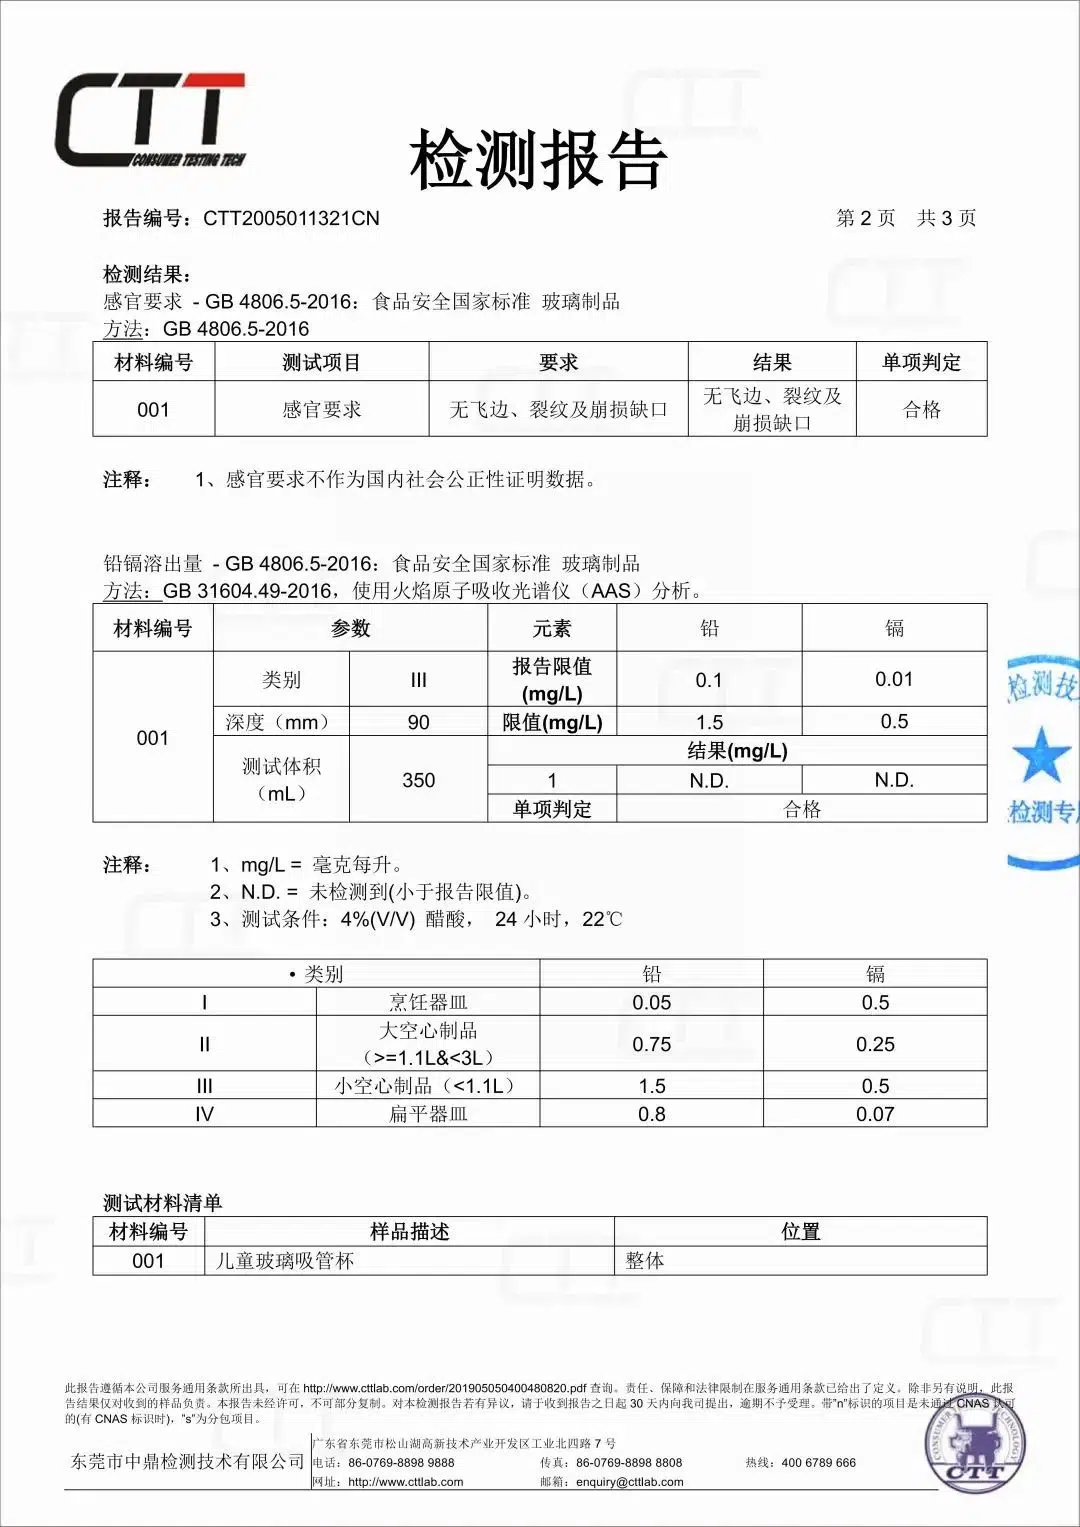 CTT
CONSUMER TESTING TECH
检测报告
报告编号：CTT2005011321CN
第 2 页 共 3 页
检测结果：
感官要求 - GB 4806.5-2016：食品安全国家标准 玻璃制品
方法：GB 4806.5-2016
材料编号 测试项目 要求 结果 单项判定
001 感官要求 无飞边、裂纹及崩损缺口 无飞边、裂纹及
崩损缺口 合格
注释： 1、感官要求不作为国内社会公正性证明数据。
铅镉溶出量 - GB 4806.5-2016：食品安全国家标准 玻璃制品
方法：GB 31604.49-2016，使用火焰原子吸收光谱仪（AAS）分析。
材料编号 参数 元素 铅 镉
001
类别 III 报告限值
(mg/L) 0.1 0.01
深度（mm） 90 限值(mg/L) 1.5 0.5
测试体积
（mL） 350
结果(mg/L)
1 N.D. N.D.
单项判定 合格
检测技
检测专用
注释： 1、mg/L = 毫克每升。
2、N.D. = 未检测到(小于报告限值)。
3、测试条件：4%(V/V) 醋酸， 24 小时，22℃
• 类别 铅 镉
I 烹饪器皿 0.05 0.5
II 大空心制品
（>=1.1L&<3L） 0.75 0.25
III 小空心制品（<1.1L） 1.5 0.5
IV 扁平器皿 0.8 0.07
测试材料清单
材料编号 样品描述 位置
001 儿童玻璃吸管杯 整体
此报告遵循本公司服务通用条款所出具，可在 http://www.cttlab.com/order/201905050400480820.pdf 查询。责任、保障和法律限制在服务通用条款已给出了定义。除非另有说明，此报
告结果仅对收到的样品负责。本报告未经许可，不可部分复制。对本检测报告若有异议，请于收到报告之日起 30 天内向我司提出，逾期不予受理。带"n"标识的项目是未通过 CNAS 认可
的(有 CNAS 标识时)，"s"为分包项目。
东莞市中鼎检测技术有限公司
广东省东莞市松山湖高新技术产业开发区工业北四路 7 号
电话：86-0769-8898 9888 传真：86-0769-8898 8808 热线：400 6789 666
网址：http://www.cttlab.com 邮箱：enquiry@cttlab.com
CTT